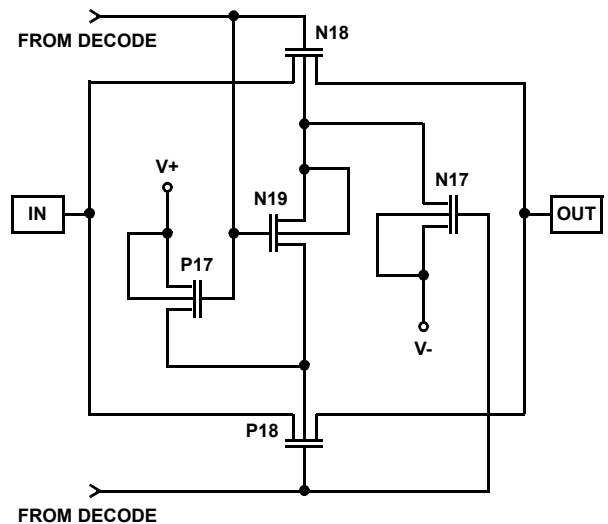 FROM DECODE
N18
V+
N17
N19
IN
OUT
P17
V-
P18
FROM DECODE